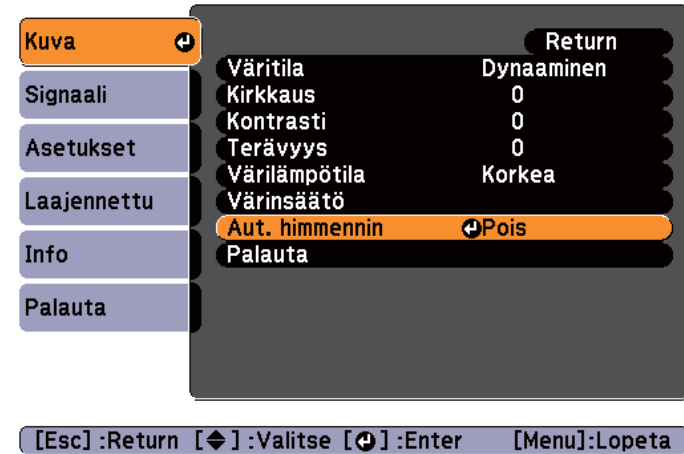 Kuva
Signaali
Asetukset
Laajennettu
Info
Palauta
Return
Väritila Dynaaminen
Kirkkaus 0
Kontrasti 0
Terävyys 0
Värilämpötila Korkea
Värinsäätö
Aut. himmennin Pois
Palauta
[Esc] :Return [◆] :Valitse [↵] :Enter [Menu]:Lopeta